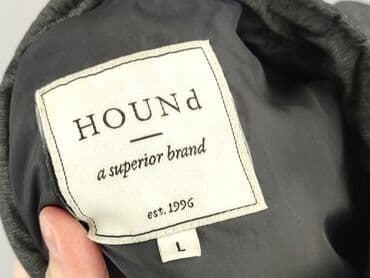 HOUNd
a superior brand
est. 1996
L